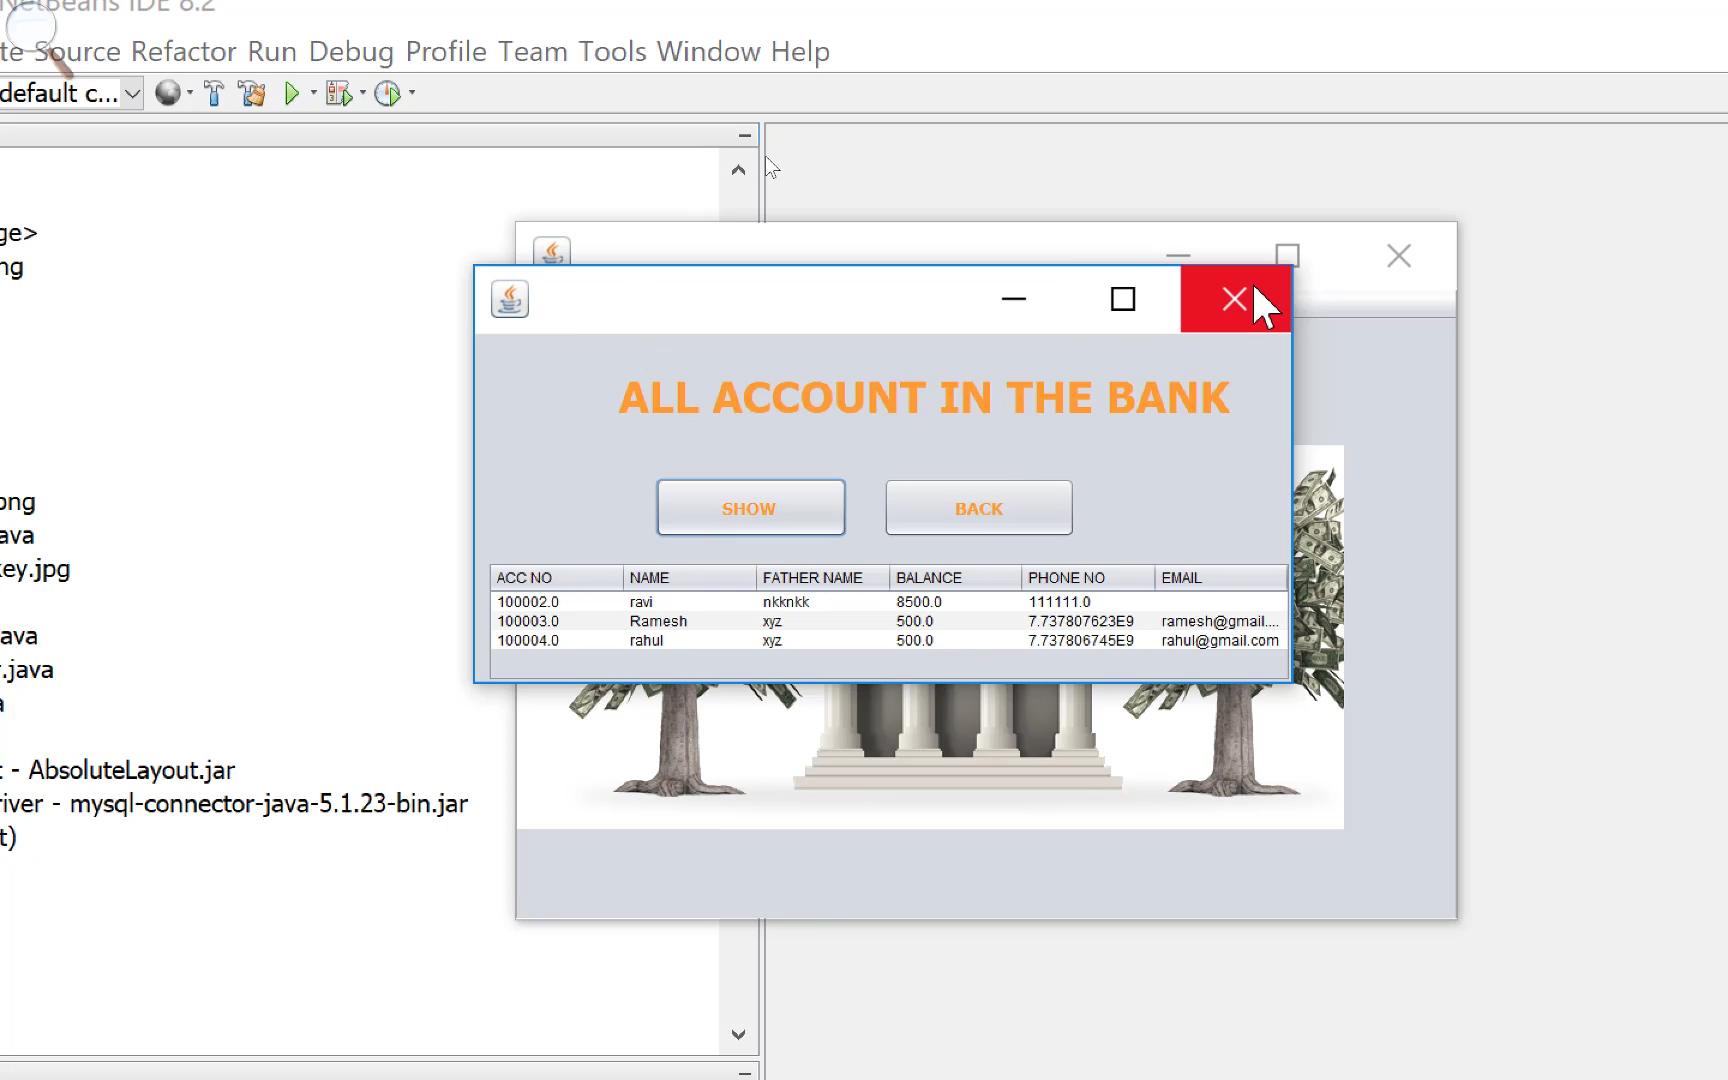 NetBeans IDE 8.2
te Source Refactor Run Debug Profile Team Tools Window Help
default c...
ge>
ng
png
ava
key.jpg
ava
r.java
a
t - AbsoluteLayout.jar
river - mysql-connector-java-5.1.23-bin.jar
t)
ALL ACCOUNT IN THE BANK
SHOW BACK
ACC NO NAME FATHER NAME BALANCE PHONE NO EMAIL
100002.0 ravi nkknkk 8500.0 111111.0
100003.0 Ramesh xyz 500.0 7.737807623E9 ramesh@gmail....
100004.0 rahul xyz 500.0 7.737806745E9 rahul@gmail.com